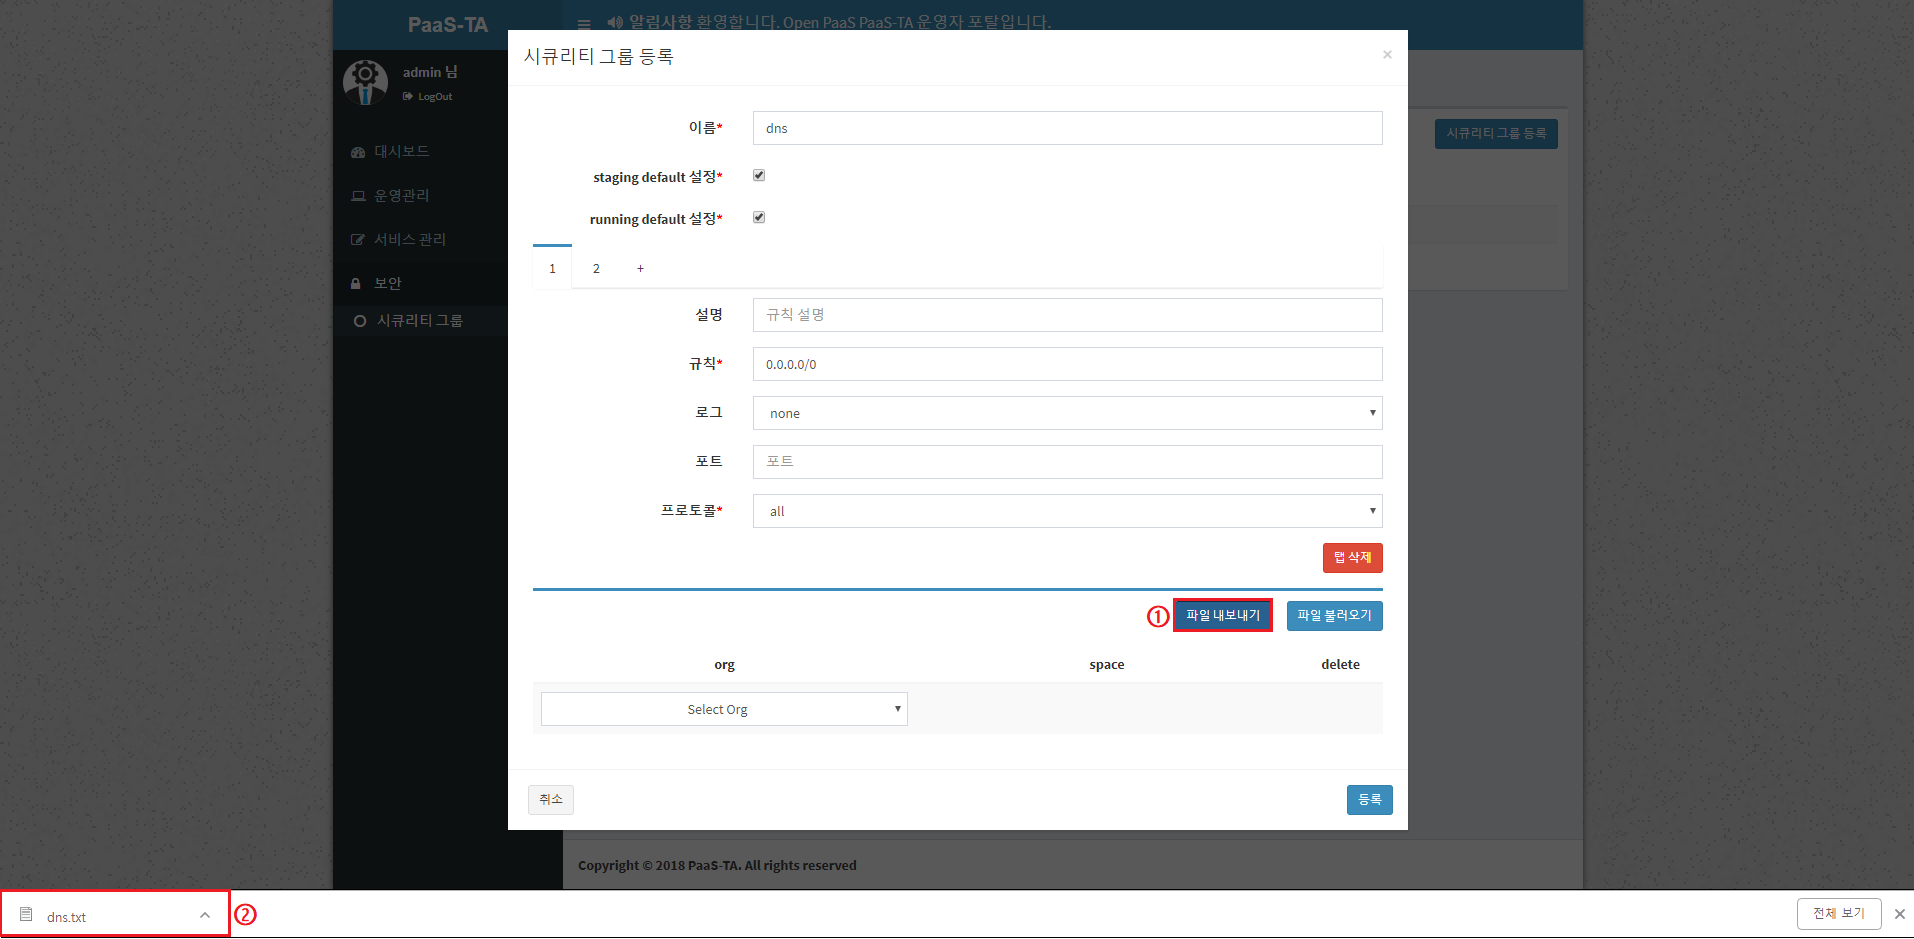 PaaS-TA
알림사항 환영합니다. Open PaaS PaaS-TA 운영자 포탈입니다.
admin 님
LogOut
대시보드
운영관리
서비스 관리
보안
시큐리티 그룹
시큐리티 그룹 등록
시큐리티 그룹 등록
×
이름*
dns
staging default 설정*
running default 설정*
1 2 +
설명
규칙 설명
규칙*
0.0.0.0/0
로그
none
포트
포트
프로토콜*
all
탭 삭제
① 파일 내보내기 파일 불러오기
org space delete
Select Org
취소 등록
Copyright © 2018 PaaS-TA. All rights reserved
dns.txt ②
전체 보기